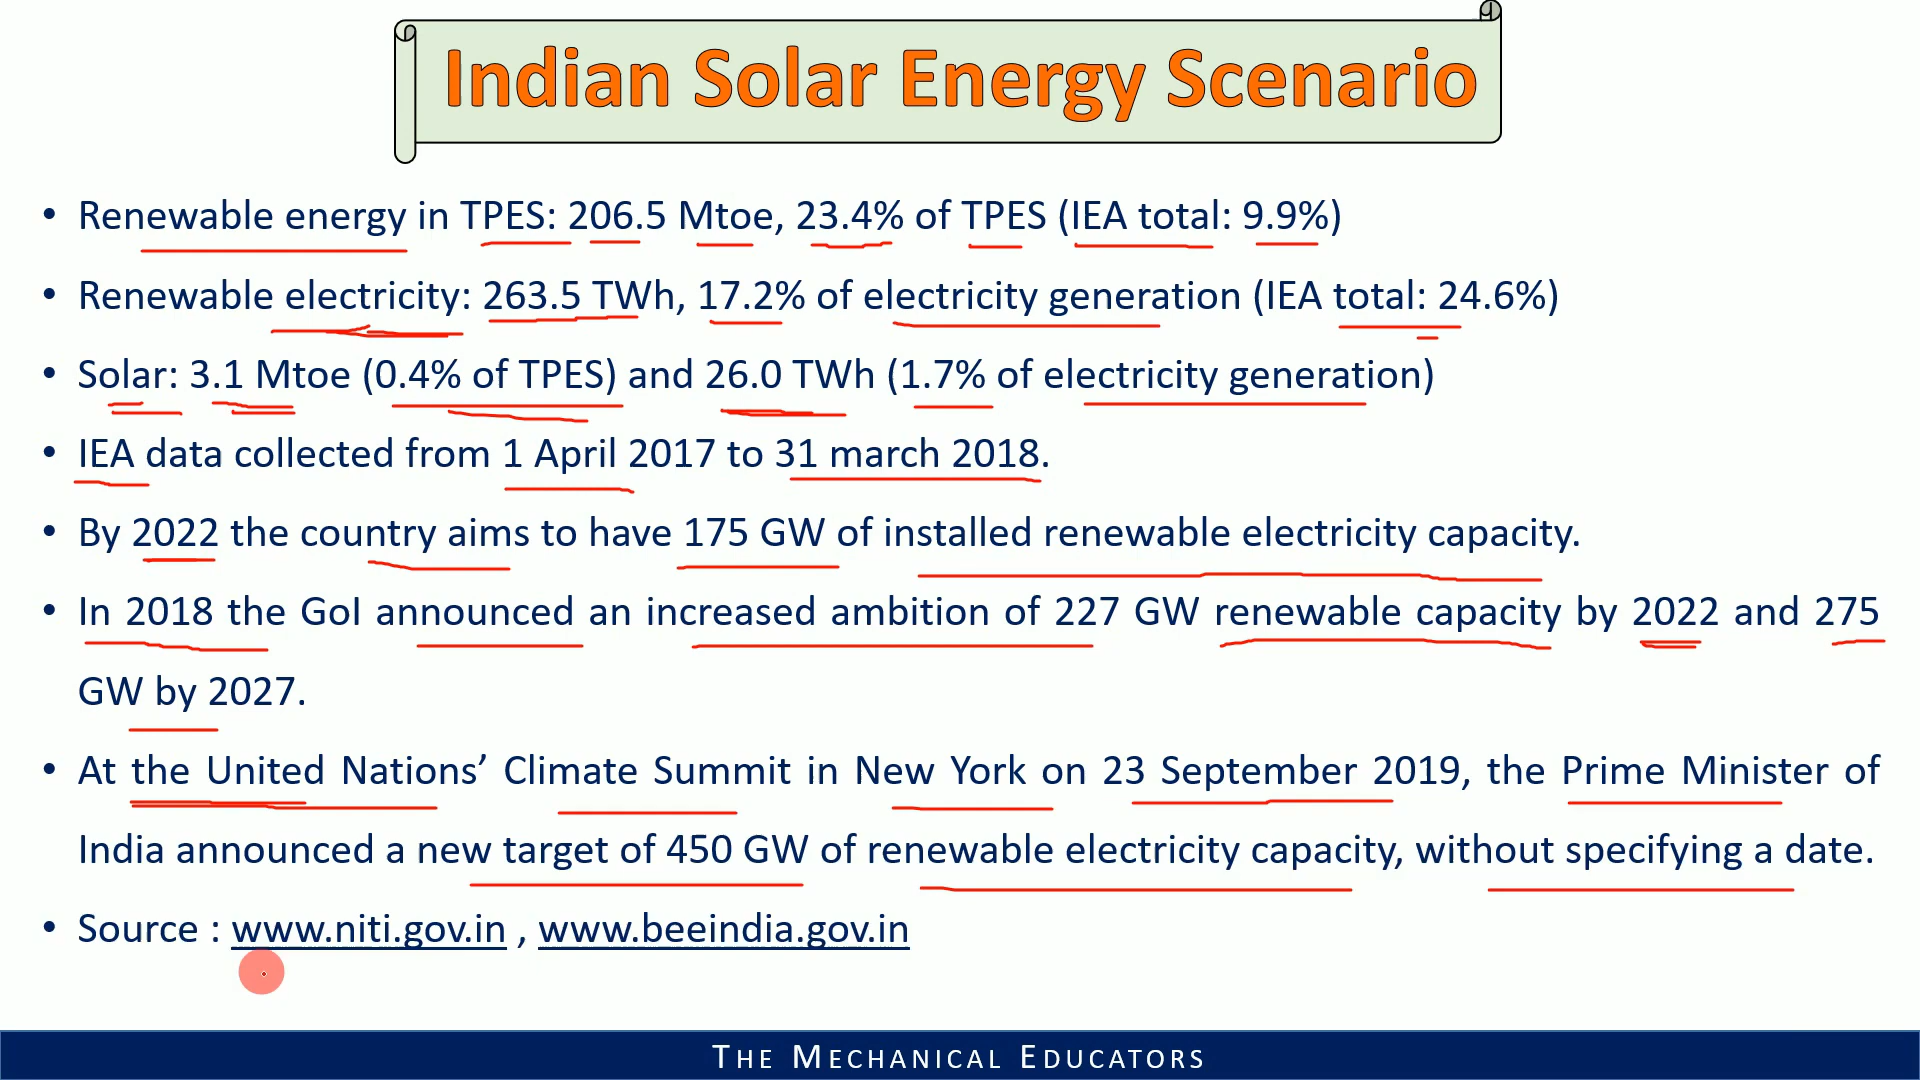 Indian Solar Energy Scenario
• Renewable energy in TPES: 206.5 Mtoe, 23.4% of TPES (IEA total: 9.9%)
• Renewable electricity: 263.5 TWh, 17.2% of electricity generation (IEA total: 24.6%)
• Solar: 3.1 Mtoe (0.4% of TPES) and 26.0 TWh (1.7% of electricity generation)
• IEA data collected from 1 April 2017 to 31 march 2018.
• By 2022 the country aims to have 175 GW of installed renewable electricity capacity.
• In 2018 the GoI announced an increased ambition of 227 GW renewable capacity by 2022 and 275
GW by 2027.
• At the United Nations’ Climate Summit in New York on 23 September 2019, the Prime Minister of
India announced a new target of 450 GW of renewable electricity capacity, without specifying a date.
• Source : www.niti.gov.in , www.beeindia.gov.in
THE MECHANICAL EDUCATORS